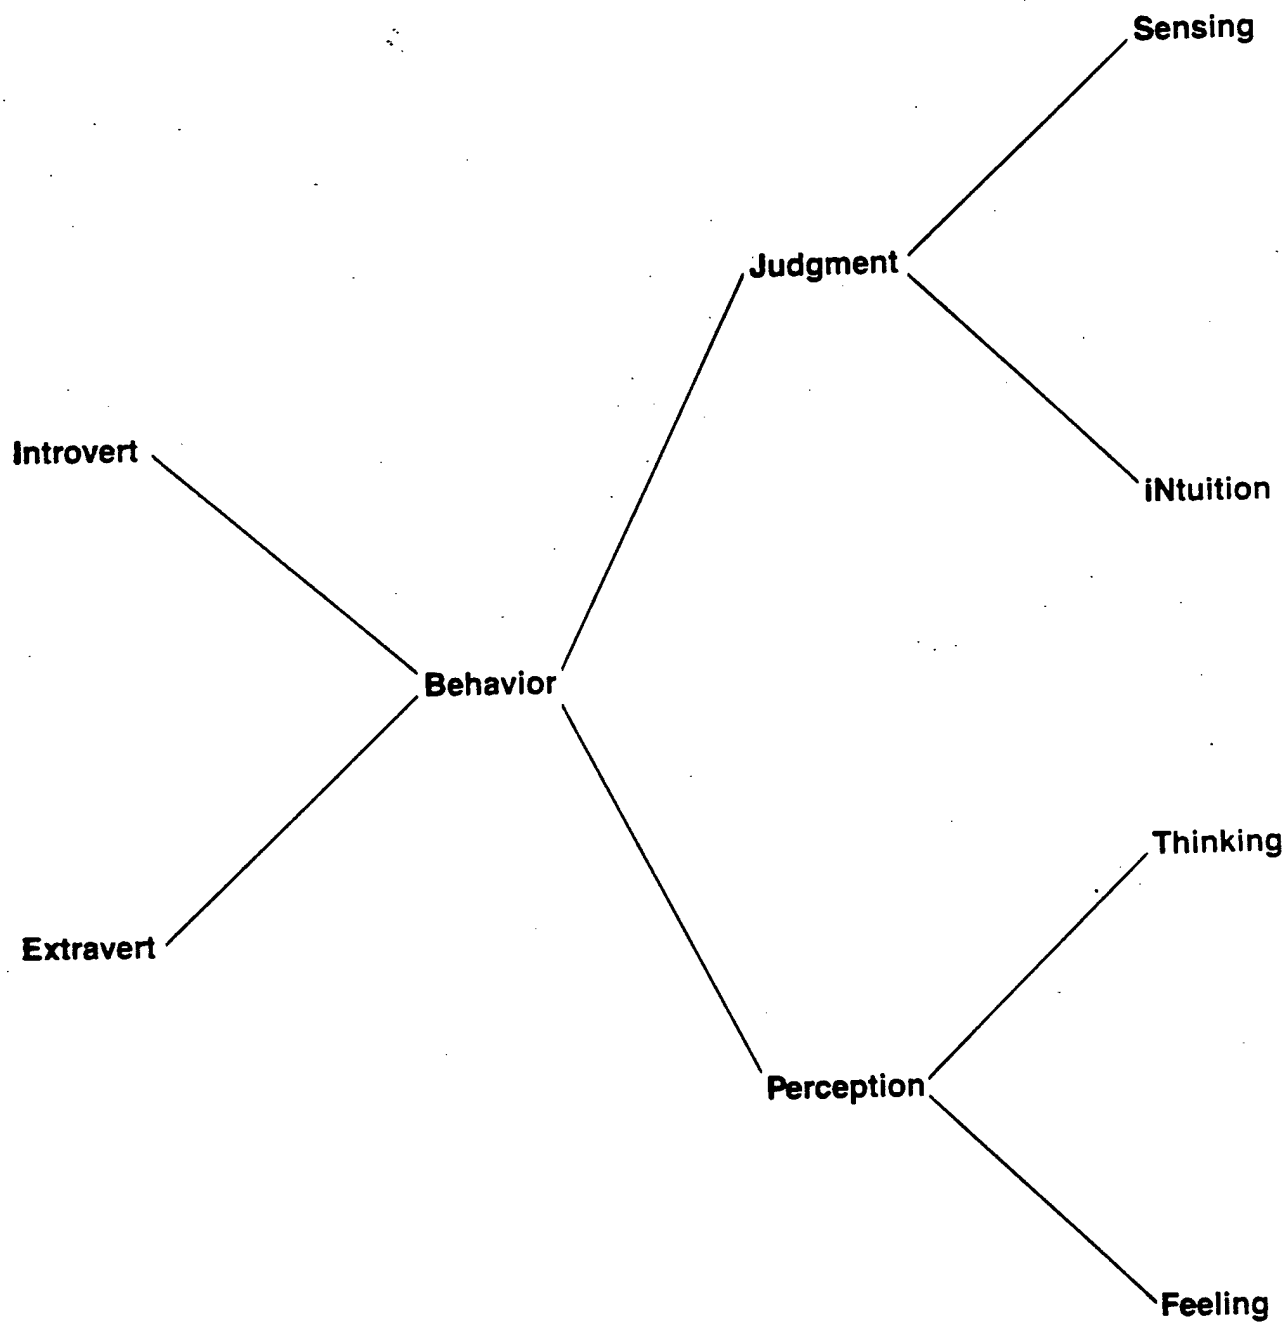 Sensing
Judgment
iNtuition
Introvert
Behavior
Extravert
Thinking
Perception
Feeling